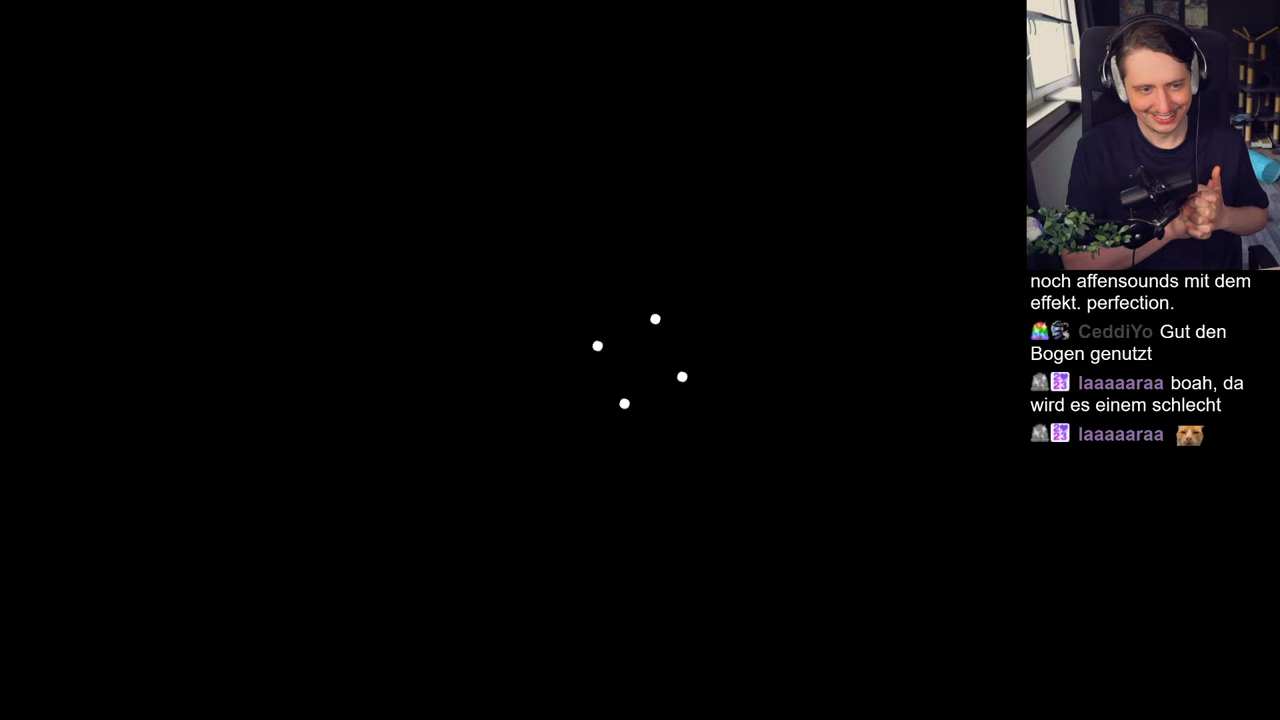 noch affensounds mit dem
effekt. perfection.
CeddiYo Gut den
Bogen genutzt
laaaaaraa boah, da
wird es einem schlecht
laaaaaraa